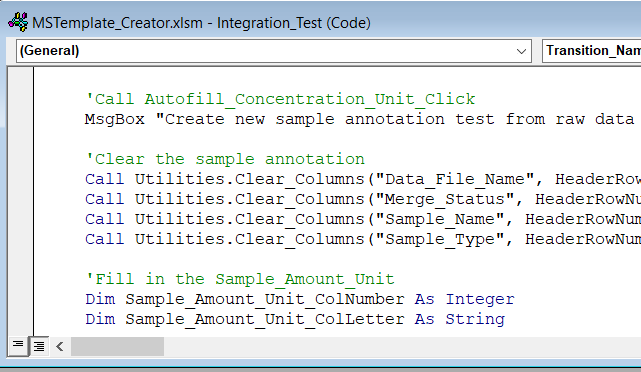 MSTemplate_Creator.xlsm - Integration_Test (Code)
(General)
Transition_Nam
'Call Autofill_Concentration_Unit_Click
MsgBox "Create new sample annotation test from raw data
'Clear the sample annotation
Call Utilities.Clear_Columns("Data_File_Name", HeaderRow
Call Utilities.Clear_Columns("Merge_Status", HeaderRowNu
Call Utilities.Clear_Columns("Sample_Name", HeaderRowNum
Call Utilities.Clear_Columns("Sample_Type", HeaderRowNum
'Fill in the Sample_Amount_Unit
Dim Sample_Amount_Unit_ColNumber As Integer
Dim Sample_Amount_Unit_ColLetter As String